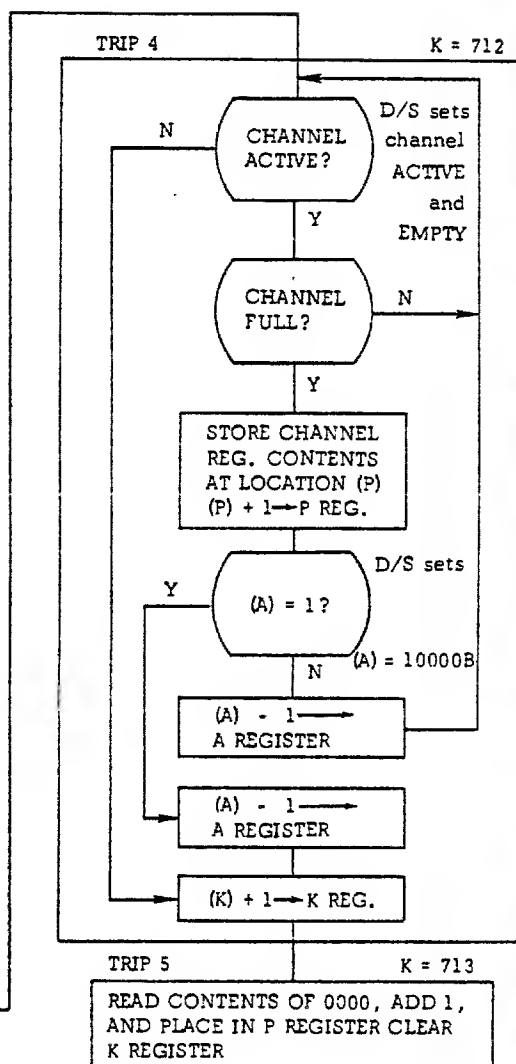 TRIP 4 K = 712
D/S sets
channel
ACTIVE
and
EMPTY
N
CHANNEL
ACTIVE?
Y
CHANNEL
FULL?
N
Y
STORE CHANNEL
REG. CONTENTS
AT LOCATION (P)
(P) + 1→P REG.
D/S sets
Y
(A) = 1?
(A) = 10000B
N
(A) - 1→
A REGISTER
(A) - 1→
A REGISTER
(K) + 1→K REG.
TRIP 5 K = 713
READ CONTENTS OF 0000, ADD 1,
AND PLACE IN P REGISTER CLEAR
K REGISTER